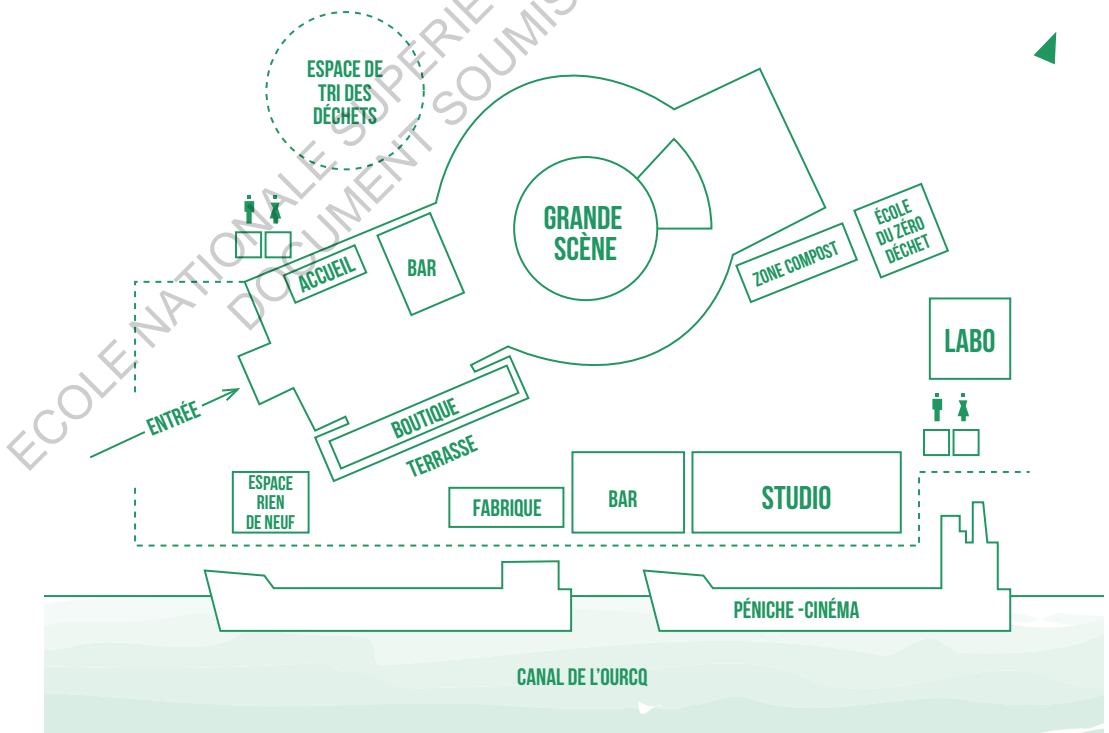 ESPACE DE
TRI DES
DÉCHETS
ECOLE NATIONALE SUPERIE
DOCUMENT SOUMIS
GRANDE
SCÈNE
ÉCOLE
DU ZÉRO
DÉCHET
ZONE COMPOST
ACCUEIL
BAR
LABO
ENTRÉE
BOUTIQUE
TERRASSE
ESPACE
RIEN
DE NEUF
FABRIQUE
BAR
STUDIO
PÉNICHE -CINÉMA
CANAL DE L'OURCQ